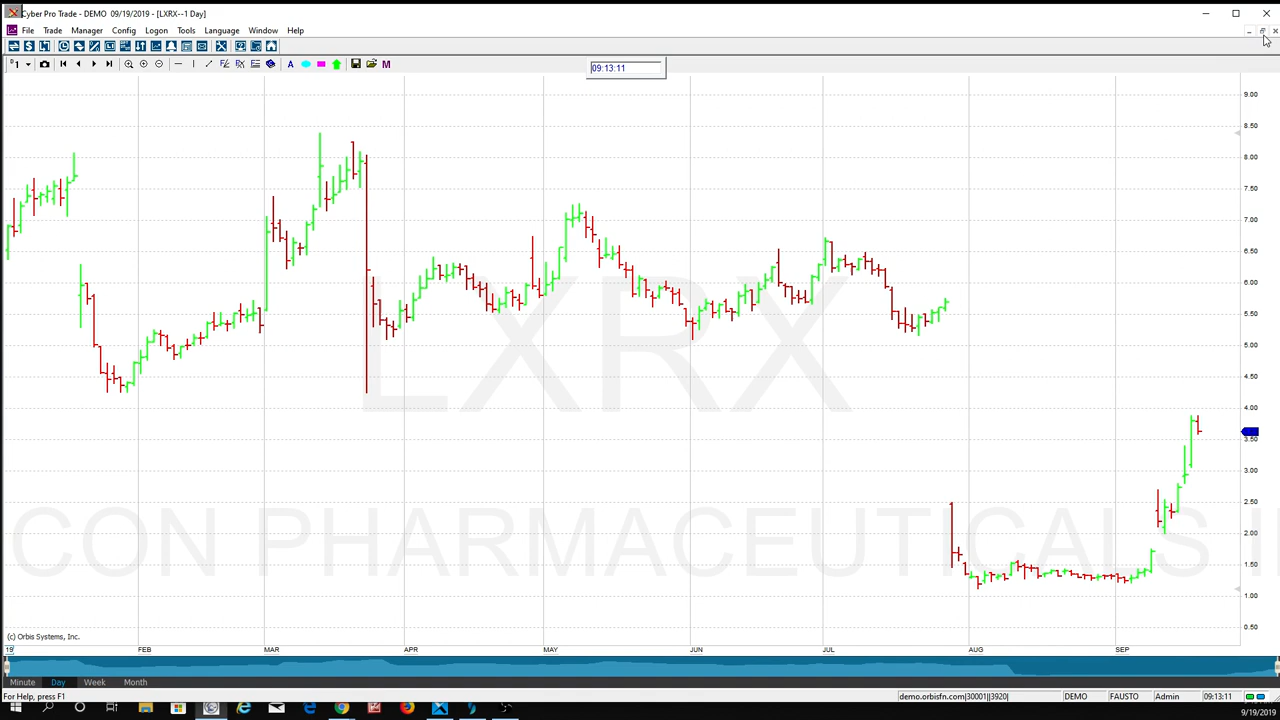 Cyber Pro Trade - DEMO 09/19/2019 - [LXRX--1 Day]
File Trade Manager Config Logon Tools Language Window Help
1 A M
09:13:11
9.00
8.50
8.00
7.50
7.00
6.50
6.00
5.50
5.00
4.50
4.00
3.50
3.00
2.50
2.00
1.50
1.00
0.50
LXRX
CON PHARMACEUTICALS I
(c) Orbis Systems, Inc.
19 FEB MAR APR MAY JUN JUL AUG SEP
Minute Day Week Month
For Help, press F1 demo.orbisfn.com|30001||3920| DEMO FAUSTO Admin 09:13:11
9/19/2019